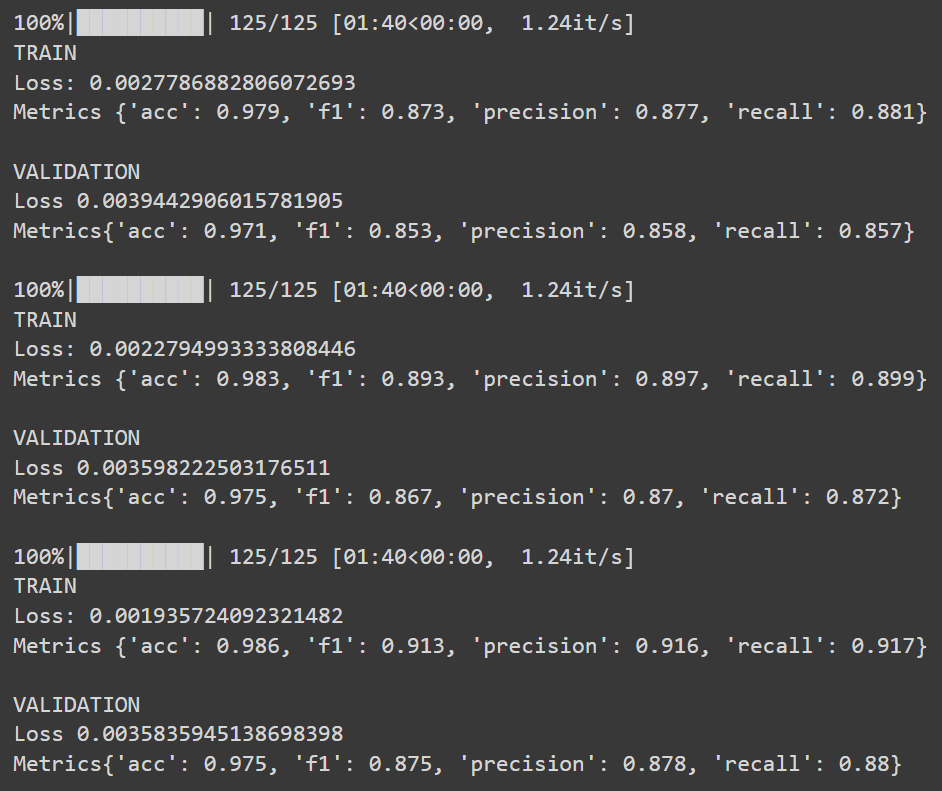 100%|██████████| 125/125 [01:40<00:00,  1.24it/s]
TRAIN
Loss: 0.0027786882806072693
Metrics {'acc': 0.979, 'f1': 0.873, 'precision': 0.877, 'recall': 0.881}
VALIDATION
Loss 0.0039442906015781905
Metrics{'acc': 0.971, 'f1': 0.853, 'precision': 0.858, 'recall': 0.857}
100%|██████████| 125/125 [01:40<00:00,  1.24it/s]
TRAIN
Loss: 0.0022794993333808446
Metrics {'acc': 0.983, 'f1': 0.893, 'precision': 0.897, 'recall': 0.899}
VALIDATION
Loss 0.003598222503176511
Metrics{'acc': 0.975, 'f1': 0.867, 'precision': 0.87, 'recall': 0.872}
100%|██████████| 125/125 [01:40<00:00,  1.24it/s]
TRAIN
Loss: 0.001935724092321482
Metrics {'acc': 0.986, 'f1': 0.913, 'precision': 0.916, 'recall': 0.917}
VALIDATION
Loss 0.0035835945138698398
Metrics{'acc': 0.975, 'f1': 0.875, 'precision': 0.878, 'recall': 0.88}